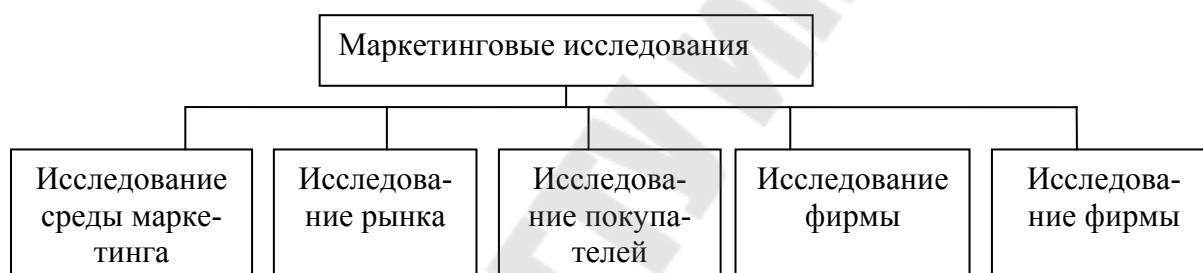 Маркетинговые исследования
Исследование
среды марке-
тинга
Исследова-
ние рынка
Исследова-
ние покупа-
телей
Исследование
фирмы
Исследова-
ние фирмы